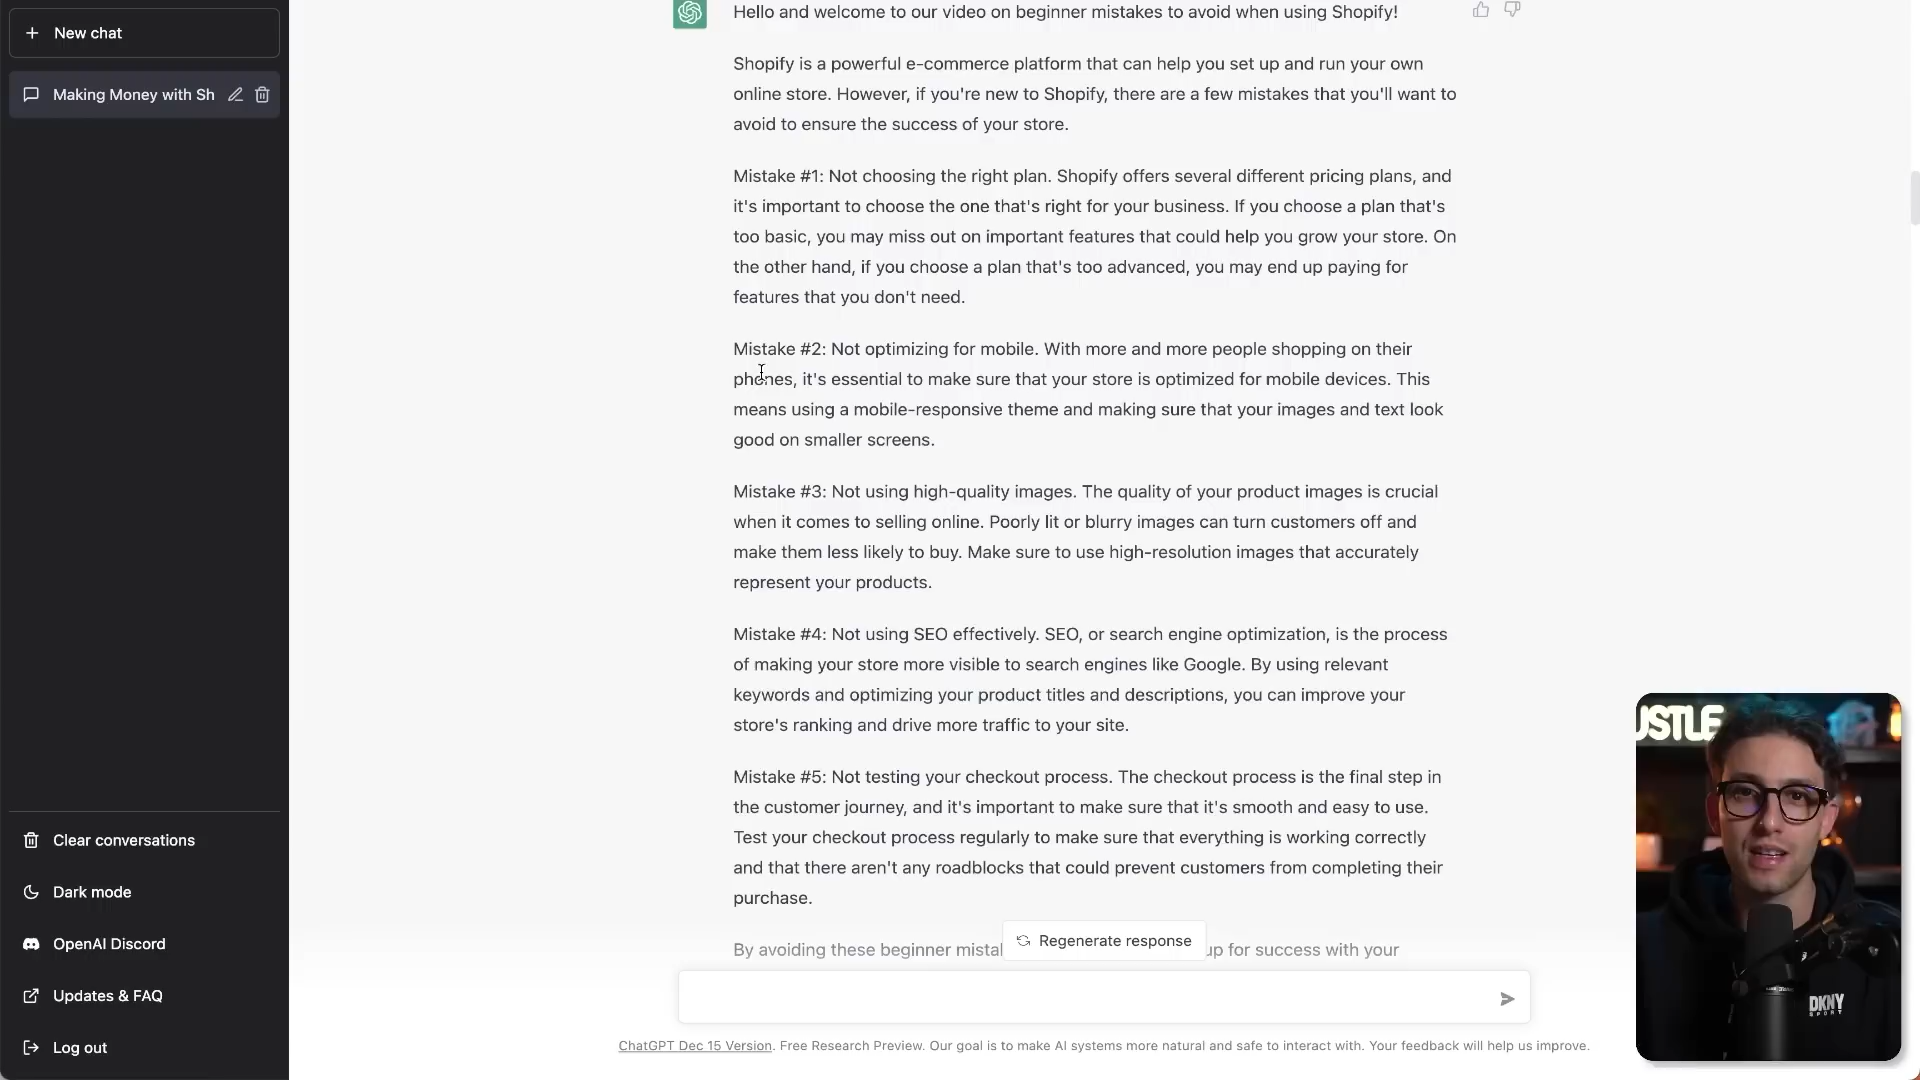 New chat
Making Money with Sh
Clear conversations
Dark mode
OpenAI Discord
Updates & FAQ
Log out
Hello and welcome to our video on beginner mistakes to avoid when using Shopify!
Shopify is a powerful e-commerce platform that can help you set up and run your own
online store. However, if you're new to Shopify, there are a few mistakes that you'll want to
avoid to ensure the success of your store.
Mistake #1: Not choosing the right plan. Shopify offers several different pricing plans, and
it's important to choose the one that's right for your business. If you choose a plan that's
too basic, you may miss out on important features that could help you grow your store. On
the other hand, if you choose a plan that's too advanced, you may end up paying for
features that you don't need.
Mistake #2: Not optimizing for mobile. With more and more people shopping on their
phones, it's essential to make sure that your store is optimized for mobile devices. This
means using a mobile-responsive theme and making sure that your images and text look
good on smaller screens.
Mistake #3: Not using high-quality images. The quality of your product images is crucial
when it comes to selling online. Poorly lit or blurry images can turn customers off and
make them less likely to buy. Make sure to use high-resolution images that accurately
represent your products.
Mistake #4: Not using SEO effectively. SEO, or search engine optimization, is the process
of making your store more visible to search engines like Google. By using relevant
keywords and optimizing your product titles and descriptions, you can improve your
store's ranking and drive more traffic to your site.
Mistake #5: Not testing your checkout process. The checkout process is the final step in
the customer journey, and it's important to make sure that it's smooth and easy to use.
Test your checkout process regularly to make sure that everything is working correctly
and that there aren't any roadblocks that could prevent customers from completing their
purchase.
By avoiding these beginner mistal up for success with your
Regenerate response
ChatGPT Dec 15 Version. Free Research Preview. Our goal is to make AI systems more natural and safe to interact with. Your feedback will help us improve.
USTLE
DKNY
SPORT